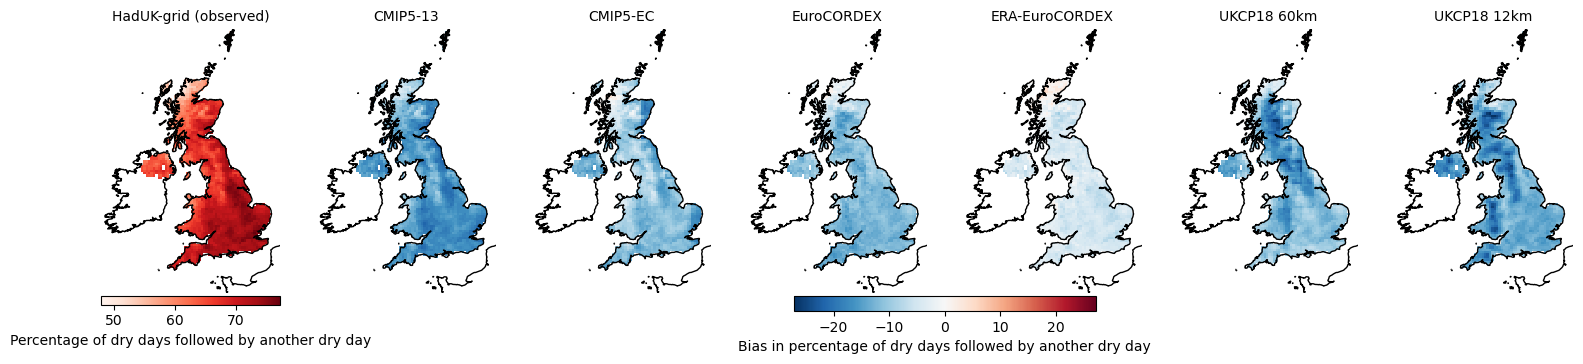 HadUK-grid (observed)
CMIP5-13
CMIP5-EC
EuroCORDEX
ERA-EuroCORDEX
UKCP18 60km
UKCP18 12km
50 60 70
Percentage of dry days followed by another dry day
−20 −10 0 10 20
Bias in percentage of dry days followed by another dry day